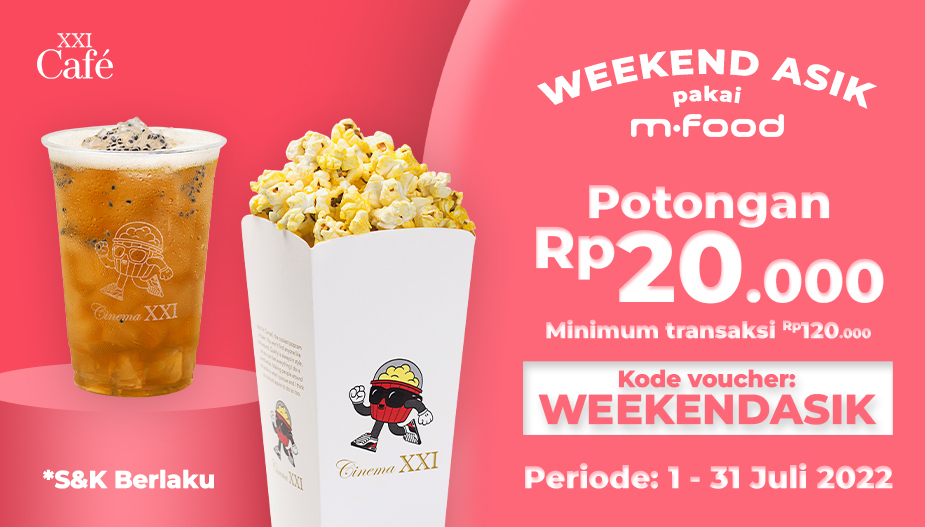 XXI
Café
WEEKEND ASIK
pakai
m.food
Potongan
Rp20.000
Minimum transaksi Rp120.000
Kode voucher:
WEEKENDASIK
Periode: 1 - 31 Juli 2022
Cinema XXI
Cinema XXI
XXI
*S&K Berlaku